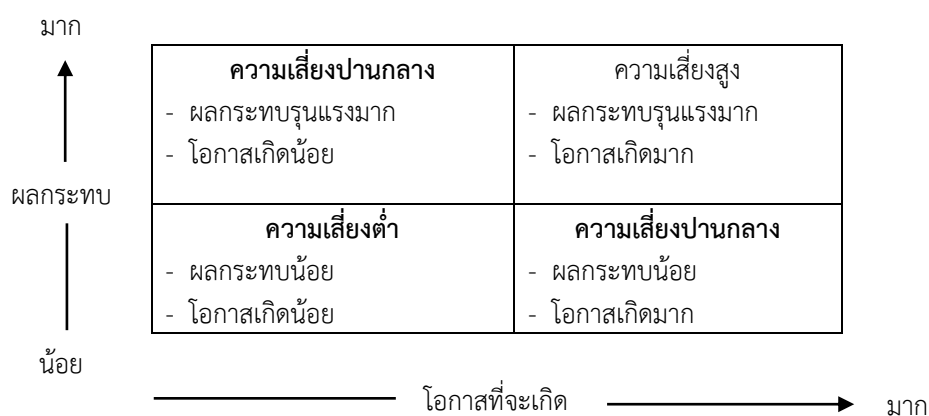 มาก
ความเสี่ยงปานกลาง
- ผลกระทบรุนแรงมาก
- โอกาสเกิดน้อย
ความเสี่ยงสูง
- ผลกระทบรุนแรงมาก
- โอกาสเกิดมาก
ผลกระทบ
ความเสี่ยงต่ำ
- ผลกระทบน้อย
- โอกาสเกิดน้อย
ความเสี่ยงปานกลาง
- ผลกระทบน้อย
- โอกาสเกิดมาก
น้อย
โอกาสที่จะเกิด
มาก